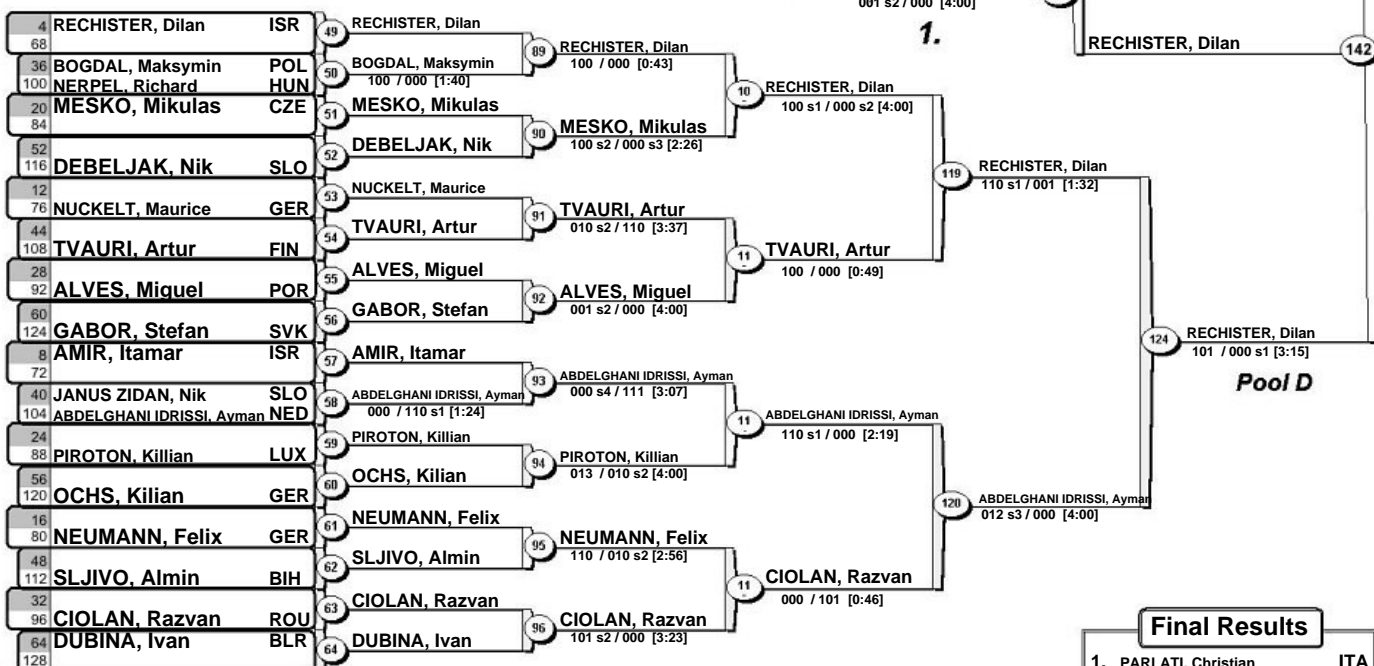 001 s2 / 000 [4:00]
1.
RECHISTER, Dilan
142
4 RECHISTER, Dilan ISR
68
49
RECHISTER, Dilan
36 BOGDAL, Maksymin POL
100 NERPEL, Richard HUN
50
BOGDAL, Maksymin
100 / 000 [1:40]
89
RECHISTER, Dilan
100 / 000 [0:43]
20 MESKO, Mikulas CZE
84
51
MESKO, Mikulas
52
116 DEBELJAK, Nik SLO
52
DEBELJAK, Nik
90
MESKO, Mikulas
100 s2 / 000 s3 [2:26]
10
RECHISTER, Dilan
100 s1 / 000 s2 [4:00]
12
76 NUCKELT, Maurice GER
53
NUCKELT, Maurice
44
108 TVAURI, Artur FIN
54
TVAURI, Artur
91
TVAURI, Artur
010 s2 / 110 [3:37]
28
92 ALVES, Miguel POR
55
ALVES, Miguel
60
124 GABOR, Stefan SVK
56
GABOR, Stefan
92
ALVES, Miguel
001 s2 / 000 [4:00]
11
TVAURI, Artur
100 / 000 [0:49]
119
RECHISTER, Dilan
110 s1 / 001 [1:32]
8 AMIR, Itamar ISR
72
57
AMIR, Itamar
40 JANUS ZIDAN, Nik SLO
104 ABDELGHANI IDRISSI, Ayman NED
58
ABDELGHANI IDRISSI, Ayman
000 / 110 s1 [1:24]
93
ABDELGHANI IDRISSI, Ayman
000 s4 / 111 [3:07]
24
88 PIROTON, Killian LUX
59
PIROTON, Killian
56
120 OCHS, Kilian GER
60
OCHS, Kilian
94
PIROTON, Killian
013 / 010 s2 [4:00]
11
ABDELGHANI IDRISSI, Ayman
110 s1 / 000 [2:19]
16
80 NEUMANN, Felix GER
61
NEUMANN, Felix
48
112 SLJIVO, Almin BIH
62
SLJIVO, Almin
95
NEUMANN, Felix
110 / 010 s2 [2:56]
32
96 CIOLAN, Razvan ROU
63
CIOLAN, Razvan
64 DUBINA, Ivan BLR
128
64
DUBINA, Ivan
96
CIOLAN, Razvan
101 s2 / 000 [3:23]
11
CIOLAN, Razvan
000 / 101 [0:46]
120
ABDELGHANI IDRISSI, Ayman
012 s3 / 000 [4:00]
124
RECHISTER, Dilan
101 / 000 s1 [3:15]
Pool D
Final Results
1. PARLATI, Christian ITA